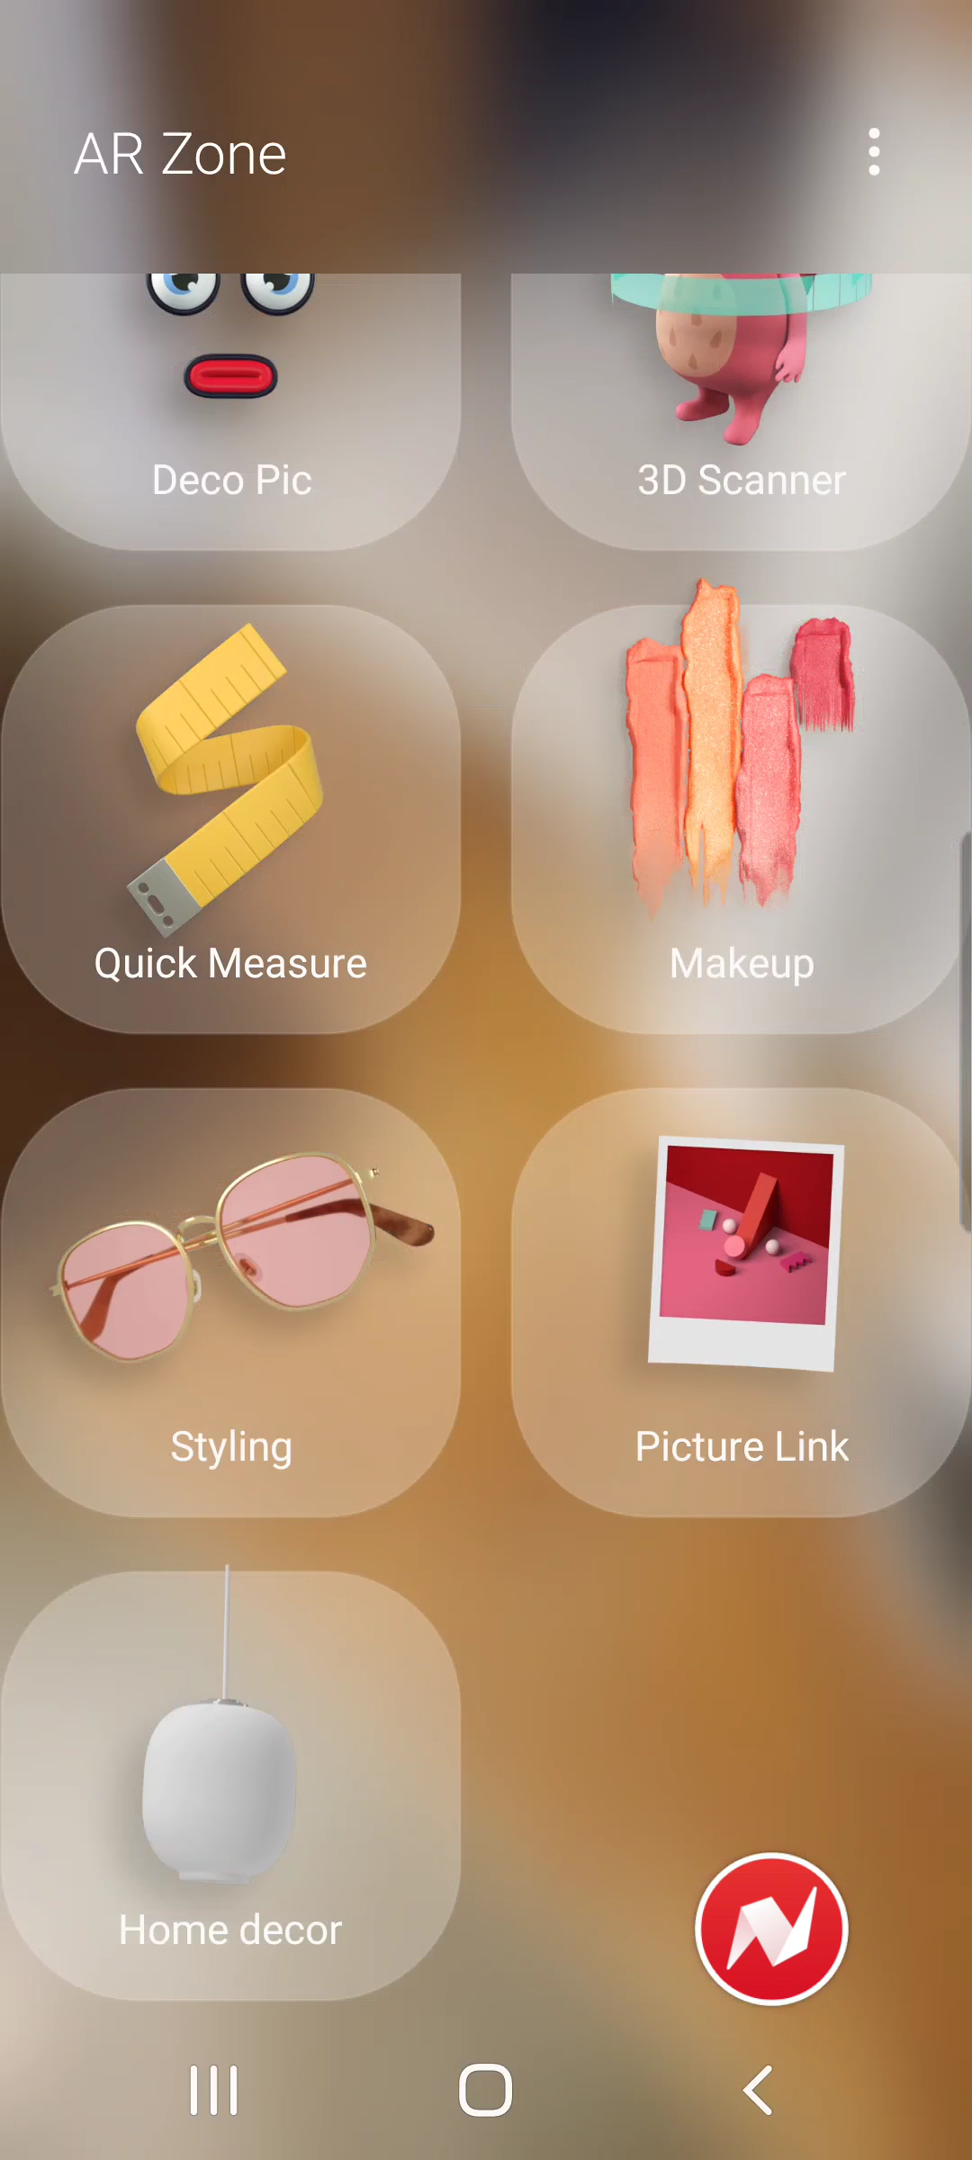 AR Zone
Deco Pic
3D Scanner
Quick Measure
Makeup
Styling
Picture Link
Home decor